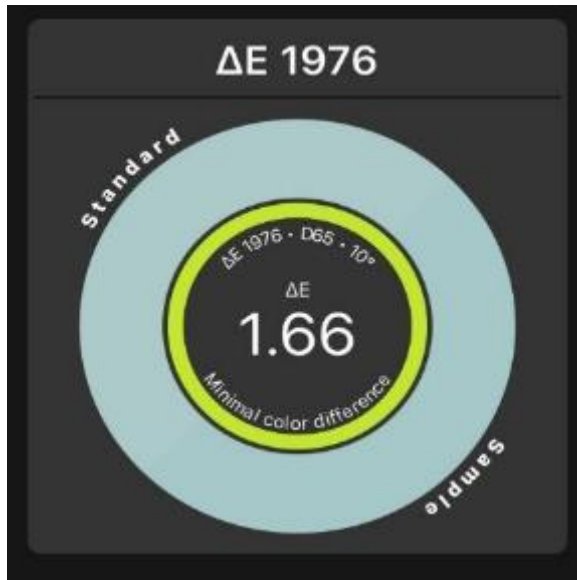 ΔE 1976
Standard
ΔE 1976 • D65 • 10°
ΔE
1.66
Minimal color difference
Sample